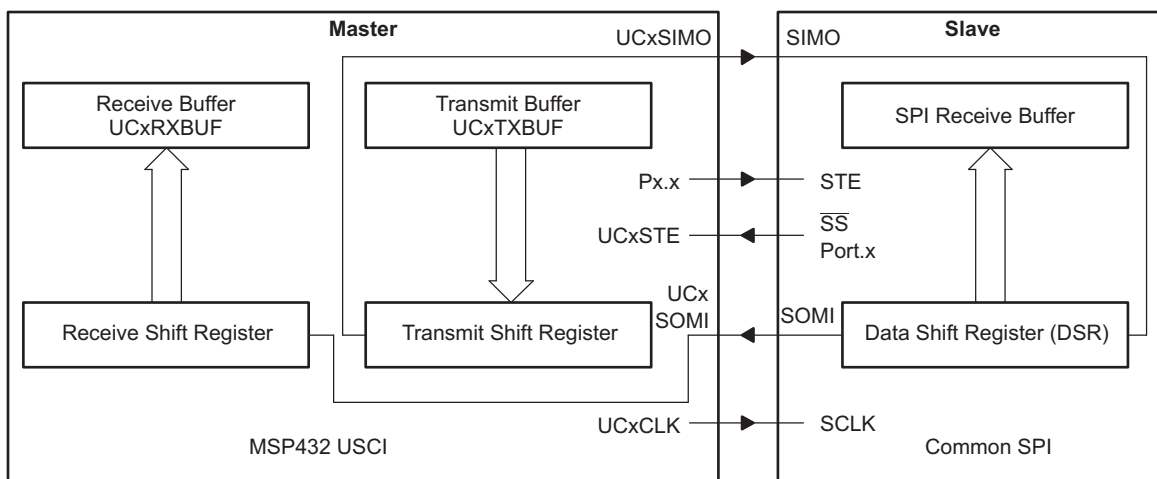 Master
Slave
UCxSIMO
SIMO
Receive Buffer
UCxRXBUF
Transmit Buffer
UCxTXBUF
SPI Receive Buffer
Px.x
STE
UCxSTE
SS
Port.x
UCx
SOMI
SOMI
Receive Shift Register
Transmit Shift Register
Data Shift Register (DSR)
UCxCLK
SCLK
MSP432 USCI
Common SPI